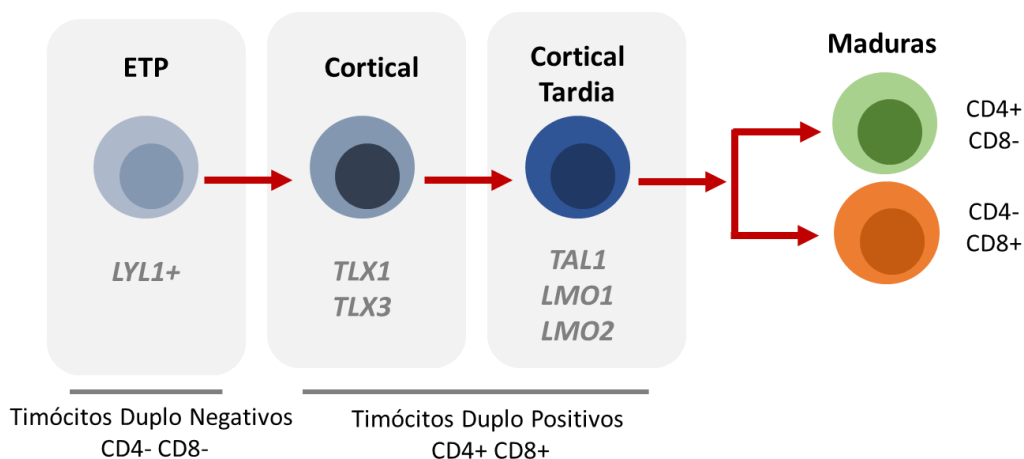 ETP
LYL1+
Cortical
TLX1
TLX3
Cortical
Tardia
TAL1
LMO1
LMO2
Maduras
CD4+
CD8-
CD4-
CD8+
Timócitos Duplo Negativos
CD4- CD8-
Timócitos Duplo Positivos
CD4+ CD8+